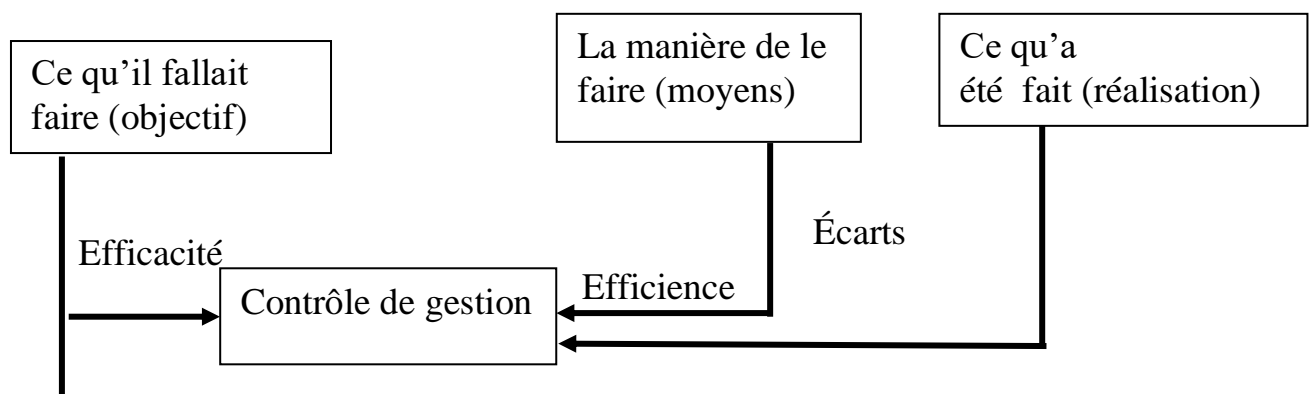 Ce qu’il fallait
faire (objectif)
La manière de le
faire (moyens)
Ce qu’a
été  fait (réalisation)
Efficacité
Écarts
Efficience
Contrôle de gestion